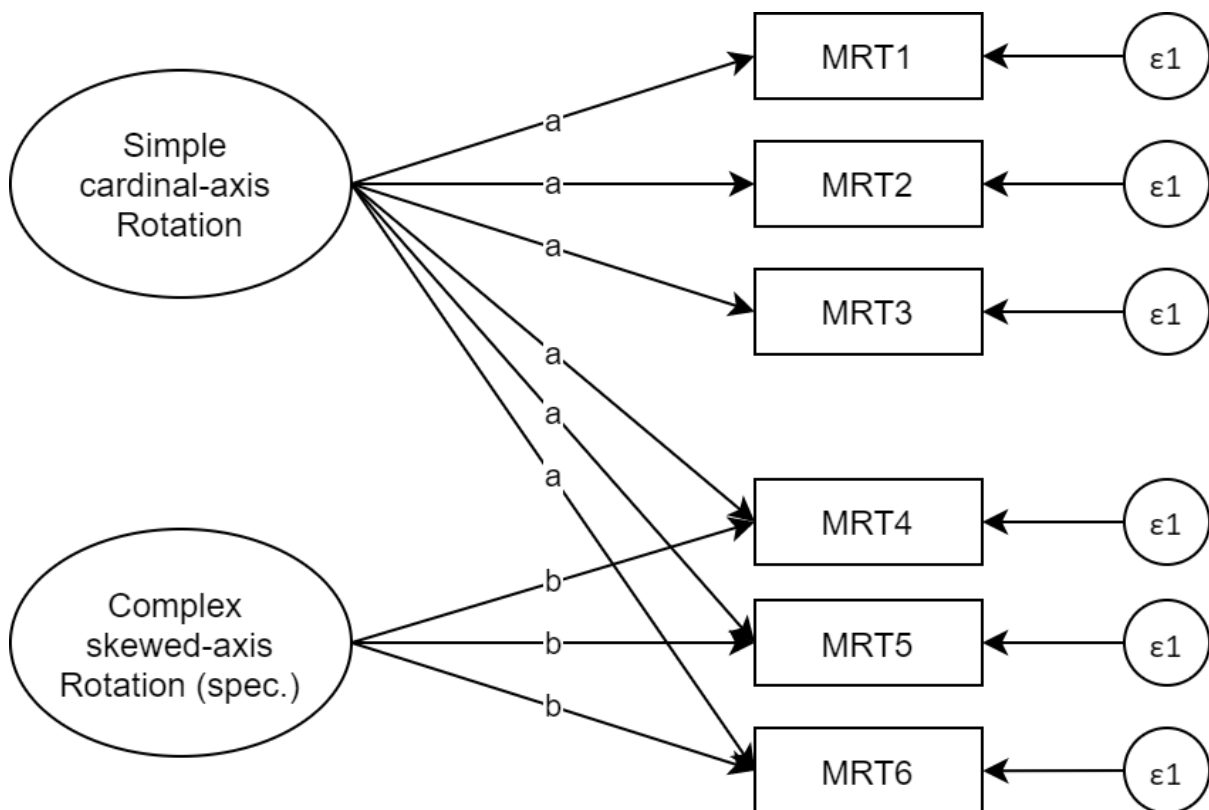 Simple
cardinal-axis
Rotation
a
a
a
a
a
a
MRT1
ε1
MRT2
ε1
MRT3
ε1
Complex
skewed-axis
Rotation (spec.)
b
b
b
MRT4
ε1
MRT5
ε1
MRT6
ε1